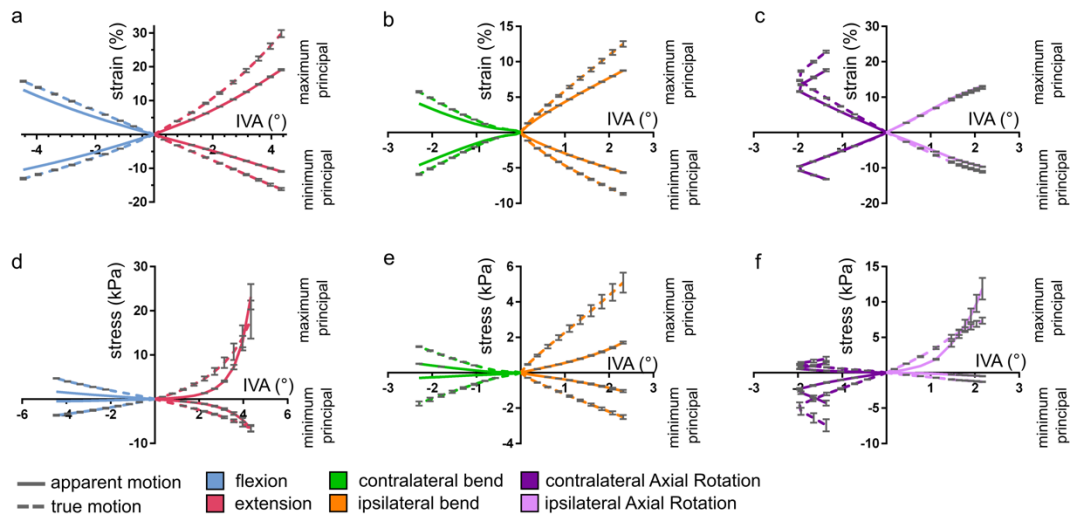 a
strain (%)
30
20
10
-10
-20
-4
-2
2
4
IVA (°)
maximum principal
minimum principal
b
strain (%)
15
10
5
-5
-10
-3
-2
-1
1
2
3
IVA (°)
maximum principal
minimum principal
c
strain (%)
30
20
10
-10
-20
-3
-2
-1
1
2
3
IVA (°)
maximum principal
minimum principal
d
stress (kPa)
30
20
10
-10
-6
-4
-2
2
4
6
IVA (°)
maximum principal
minimum principal
e
stress (kPa)
6
4
2
-2
-4
-3
-2
-1
1
2
3
IVA (°)
maximum principal
minimum principal
f
stress (kPa)
15
10
5
-5
-10
-3
-2
-1
1
2
3
IVA (°)
maximum principal
minimum principal
apparent motion
true motion
flexion
extension
contralateral bend
ipsilateral bend
contralateral Axial Rotation
ipsilateral Axial Rotation